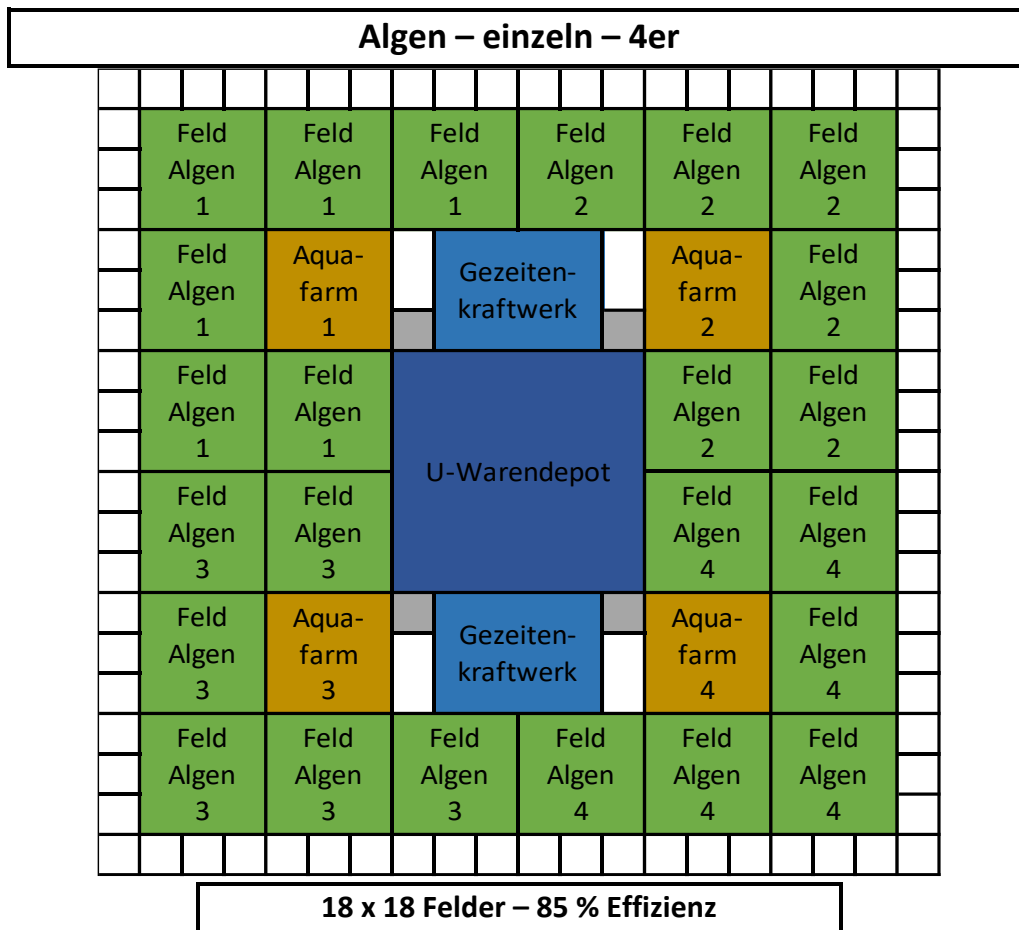 Algen – einzeln – 4er
Feld Feld Feld Feld Feld Feld
Algen Algen Algen Algen Algen Algen
1 1 1 2 2 2
Feld Aqua- Gezeiten- Aqua- Feld
Algen farm kraftwerk farm Algen
1 1 2 2
Feld Feld Feld Feld
Algen Algen Algen Algen
1 1 2 2
U-Warendepot
Feld Feld Feld Feld
Algen Algen Algen Algen
3 3 4 4
Feld Aqua- Gezeiten- Aqua- Feld
Algen farm kraftwerk farm Algen
3 3 4 4
Feld Feld Feld Feld Feld Feld
Algen Algen Algen Algen Algen Algen
3 3 3 4 4 4
18 x 18 Felder – 85 % Effizienz